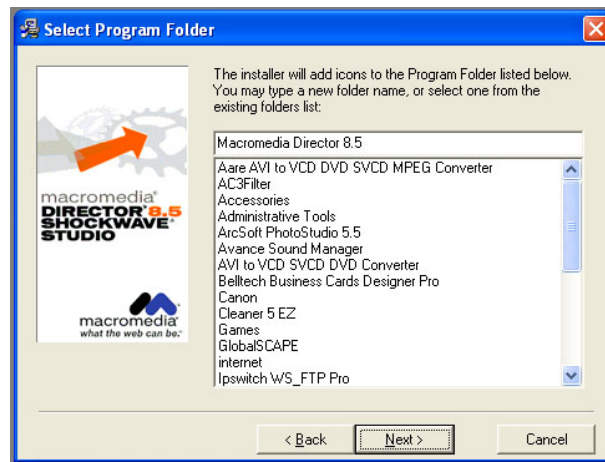 Select Program Folder
The installer will add icons to the Program Folder listed below.
You may type a new folder name, or select one from the
existing folders list:
Macromedia Director 8.5
Aare AVI to VCD DVD SVCD MPEG Converter
AC3Filter
Accessories
Administrative Tools
ArcSoft PhotoStudio 5.5
Avance Sound Manager
AVI to VCD SVCD DVD Converter
Belltech Business Cards Designer Pro
Canon
Cleaner 5 EZ
Games
GlobalSCAPE
internet
Ipswitch WS_FTP Pro
macromedia®
DIRECTOR®8.5
SHOCKWAVE®
STUDIO
macromedia®
what the web can be.™
< Back
Next >
Cancel